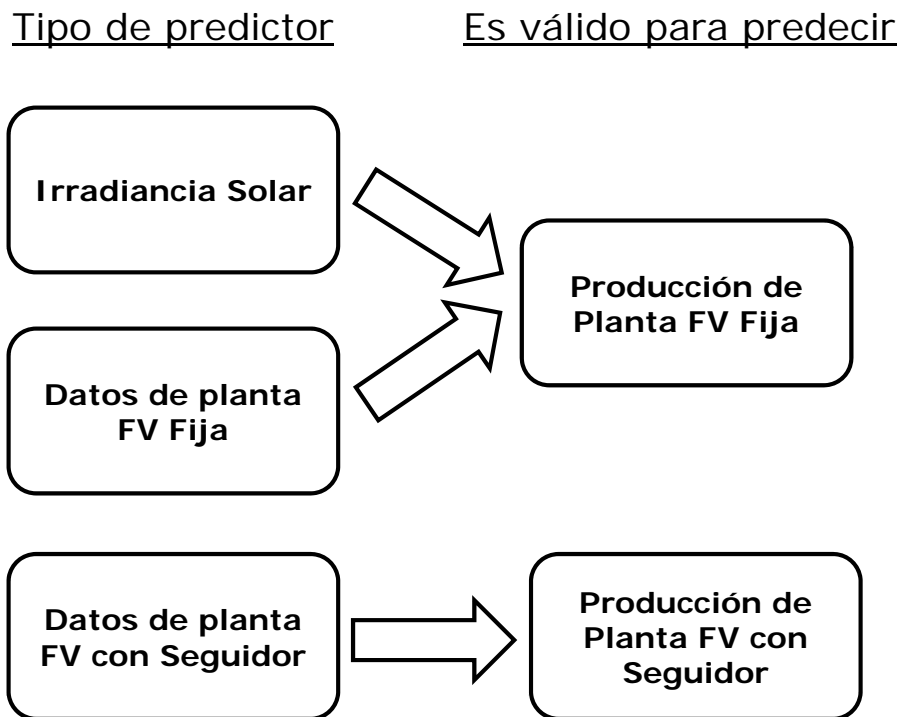 Tipo de predictor
Es válido para predecir
Irradiancia Solar
Producción de
Planta FV Fija
Datos de planta
FV Fija
Datos de planta
FV con Seguidor
Producción de
Planta FV con
Seguidor